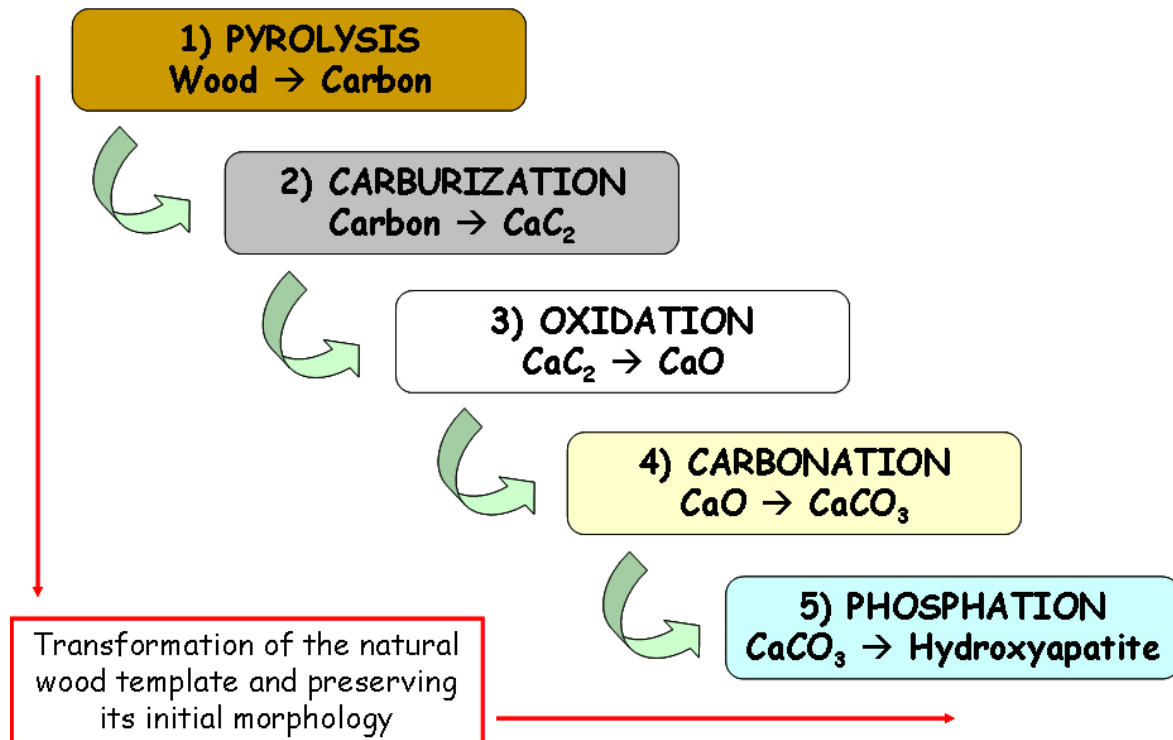 1) PYROLYSIS
Wood → Carbon
2) CARBURIZATION
Carbon → CaC₂
3) OXIDATION
CaC₂ → CaO
4) CARBONATION
CaO → CaCO₃
5) PHOSPHATION
CaCO₃ → Hydroxyapatite
Transformation of the natural
wood template and preserving
its initial morphology